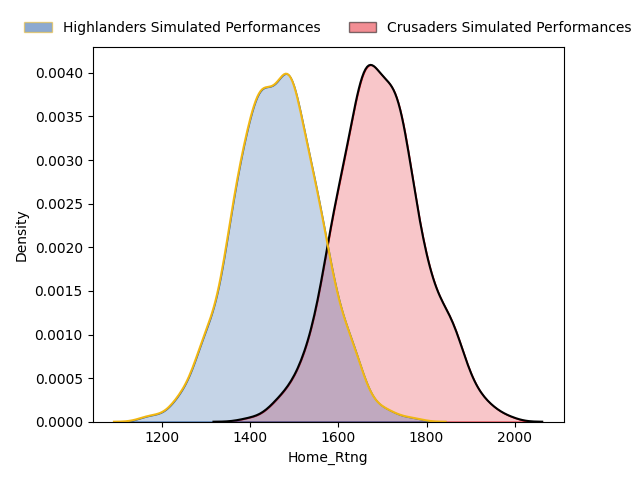 Highlanders Simulated Performances Crusaders Simulated Performances
0.0040
0.0035
0.0030
0.0025
0.0020
0.0015
0.0010
0.0005
0.0000
Density
1200 1400 1600 1800 2000
Home_Rtng